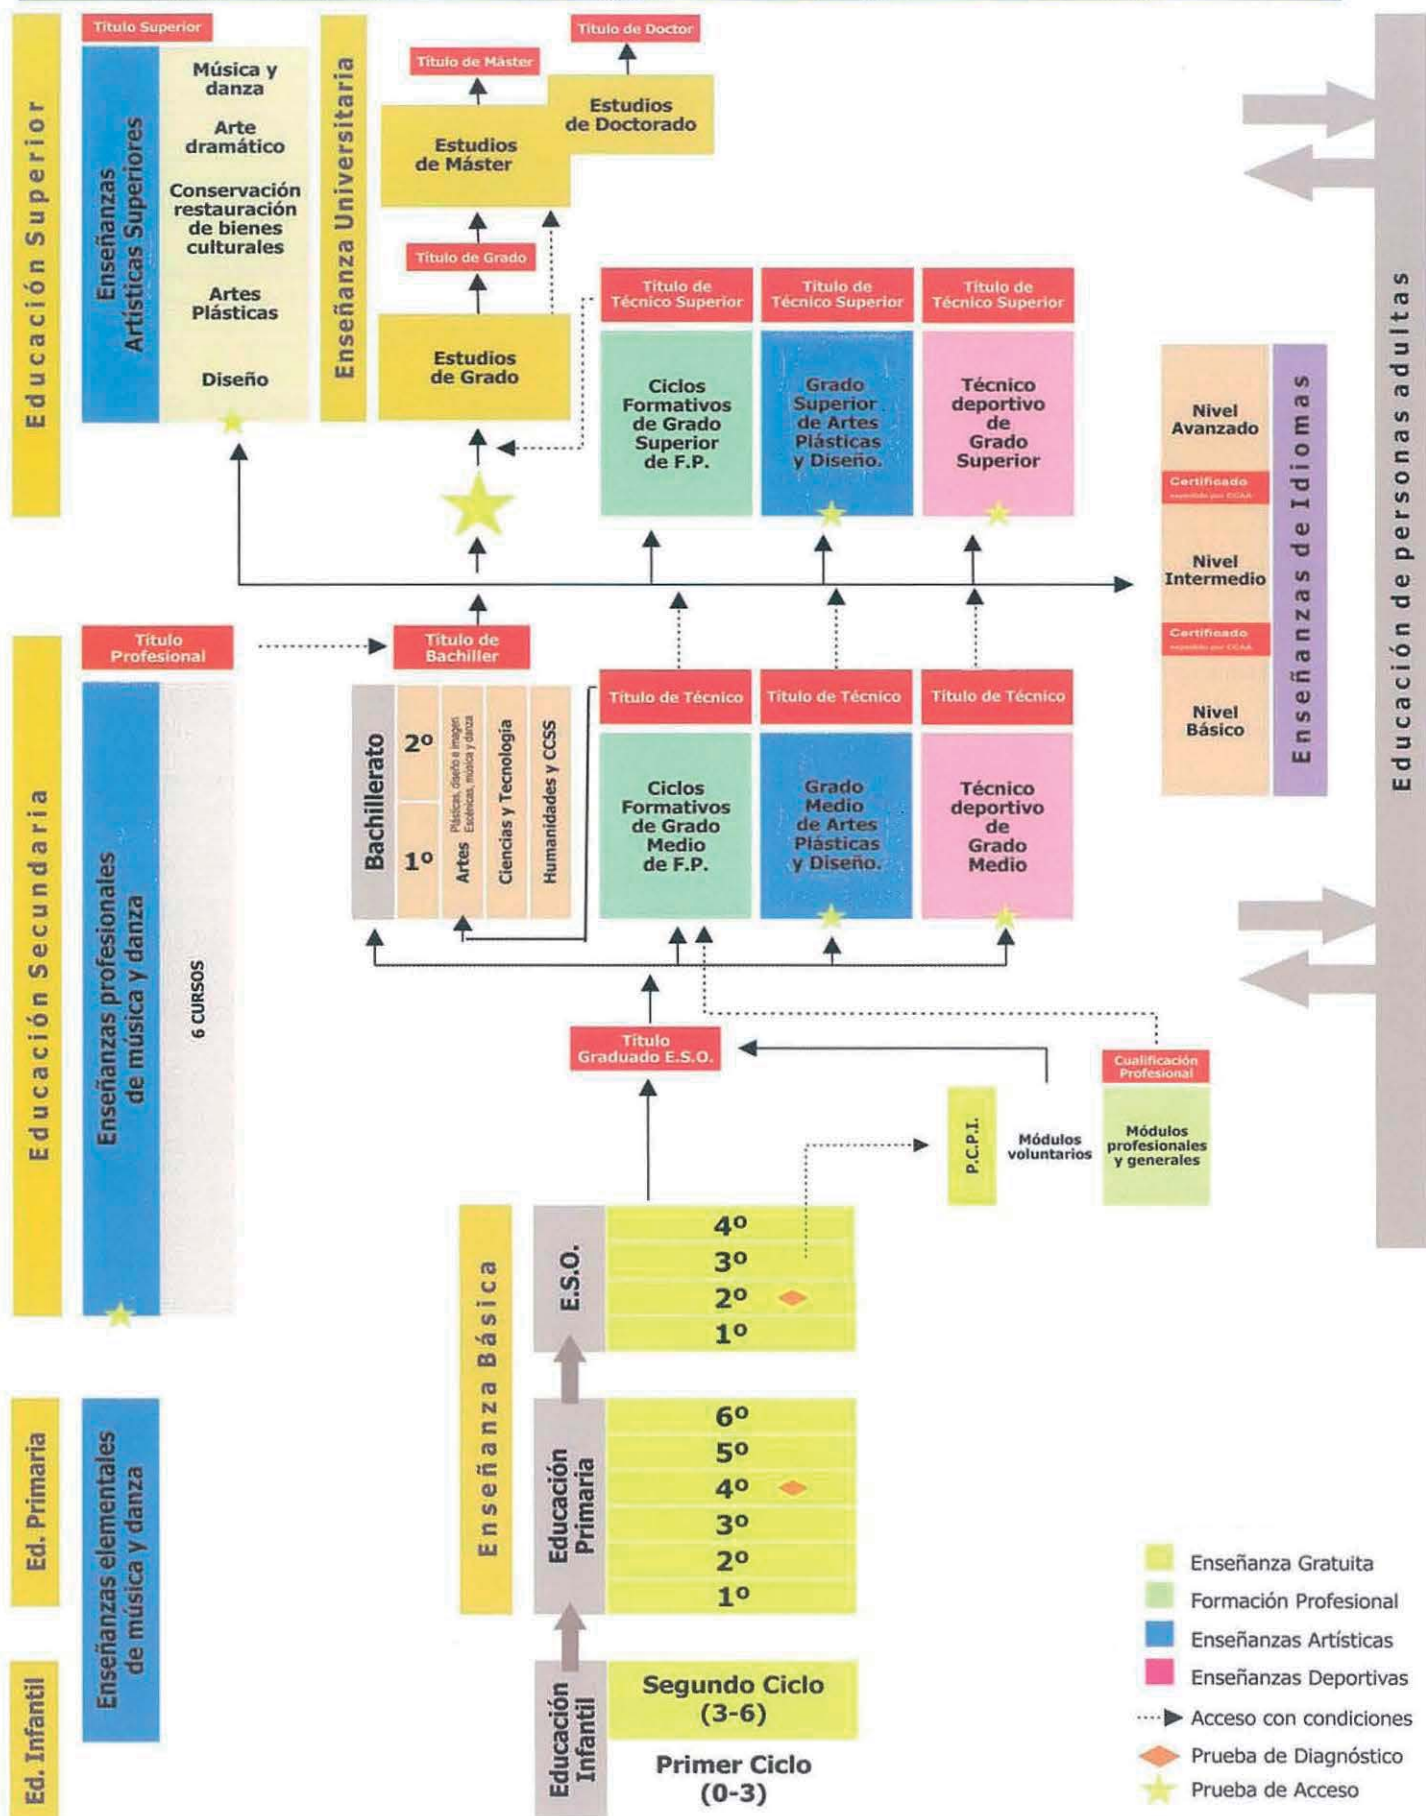 Educación Superior
Título Superior
Enseñanzas
Artísticas Superiores
Música y
danza
Arte
dramático
Conservación
restauración
de bienes
culturales
Artes
Plásticas
Diseño
Enseñanza Universitaria
Título de Doctor
Título de Máster
Estudios
de Doctorado
Estudios
de Máster
Título de Grado
Estudios
de Grado
Título de
Técnico Superior
Título de
Técnico Superior
Título de
Técnico Superior
Ciclos
Formativos
de Grado
Superior
de F.P.
Grado
Superior
de Artes
Plásticas
y Diseño.
Técnico
deportivo
de
Grado
Superior
Nivel
Avanzado
Certificado
expedido por CCAA
Nivel
Intermedio
Certificado
expedido por CCAA
Nivel
Básico
Enseñanzas de Idiomas
Educación de personas adultas
Educación Secundaria
Título
Profesional
Enseñanzas profesionales
de música y danza
6 CURSOS
Título de
Bachiller
Bachillerato
2º
1º
Artes
Plásticas, diseño e imagen
Escénicas, música y danza
Ciencias y Tecnología
Humanidades y CCSS
Título de Técnico
Título de Técnico
Título de Técnico
Ciclos
Formativos
de Grado
Medio
de F.P.
Grado
Medio
de Artes
Plásticas
y Diseño.
Técnico
deportivo
de
Grado
Medio
Título
Graduado E.S.O.
Cualificación
Profesional
P.C.P.I.
Módulos
voluntarios
Módulos
profesionales
y generales
Enseñanza Básica
E.S.O.
4º
3º
2º
1º
Ed. Primaria
Enseñanzas elementales
de música y danza
Educación
Primaria
6º
5º
4º
3º
2º
1º
Ed. Infantil
Educación
Infantil
Segundo Ciclo
(3-6)
Primer Ciclo
(0-3)
Enseñanza Gratuita
Formación Profesional
Enseñanzas Artísticas
Enseñanzas Deportivas
Acceso con condiciones
Prueba de Diagnóstico
Prueba de Acceso